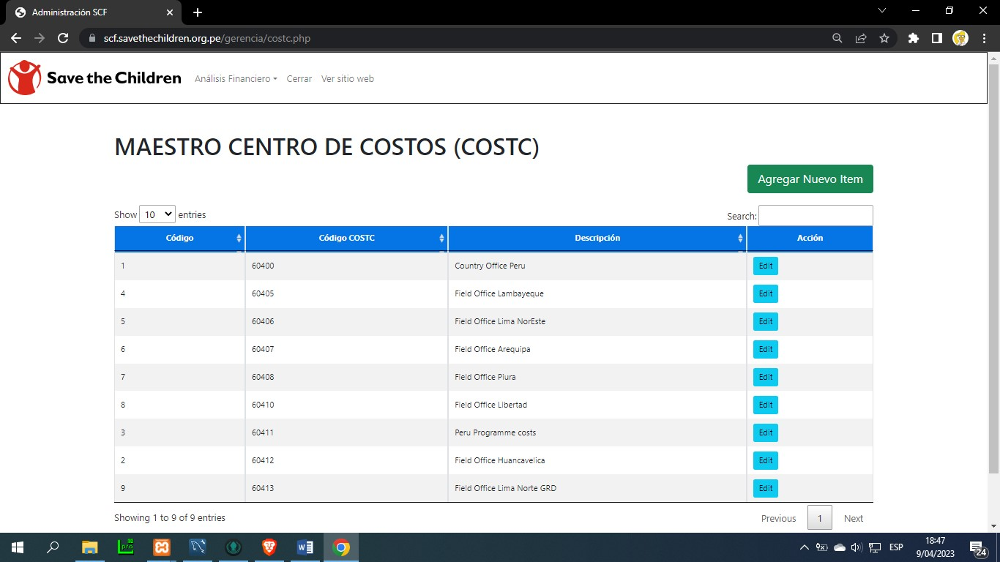 Administración SCF
scf.savethechildren.org.pe/gerencia/costc.php
Save the Children Análisis Financiero Cerrar Ver sitio web
MAESTRO CENTRO DE COSTOS (COSTC)
Agregar Nuevo Item
Show 10 entries Search:
Código Código COSTC Descripción Acción
1 60400 Country Office Peru Edit
4 60405 Field Office Lambayeque Edit
5 60406 Field Office Lima NorEste Edit
6 60407 Field Office Arequipa Edit
7 60408 Field Office Piura Edit
8 60410 Field Office Libertad Edit
3 60411 Peru Programme costs Edit
2 60412 Field Office Huancavelica Edit
9 60413 Field Office Lima Norte GRD Edit
Showing 1 to 9 of 9 entries Previous 1 Next
pro
ESP
18:47
9/04/2023
24